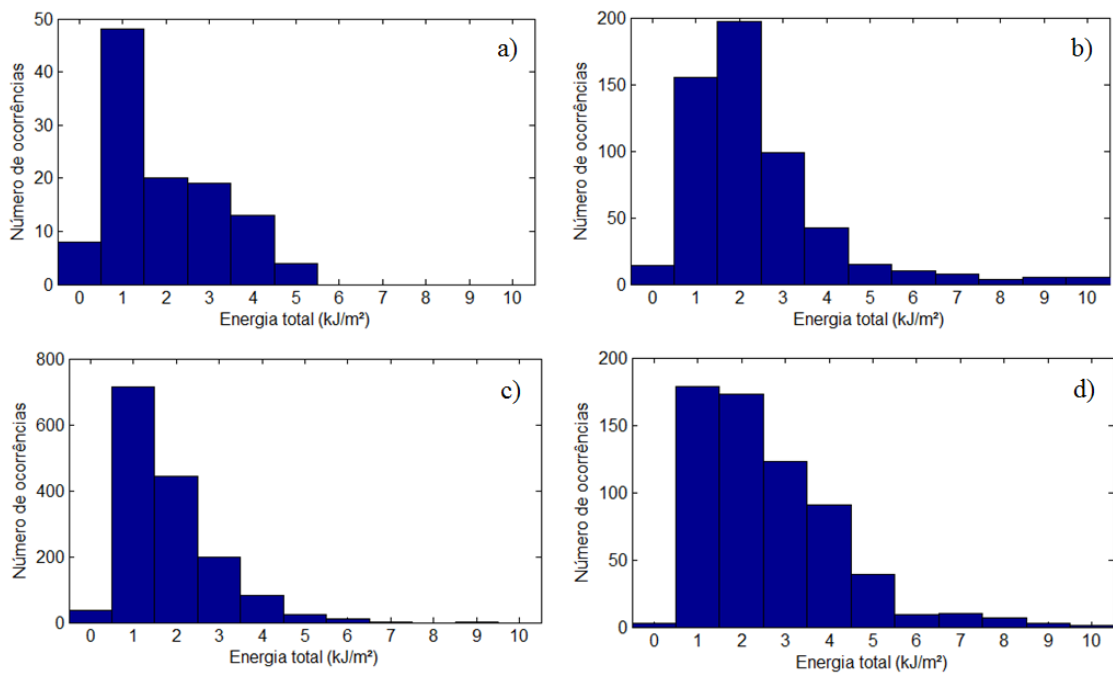 50
40
30
20
10
0
Número de ocorrências
a)
0 1 2 3 4 5 6 7 8 9 10
Energia total (kJ/m²)
200
150
100
50
0
Número de ocorrências
b)
0 1 2 3 4 5 6 7 8 9 10
Energia total (kJ/m²)
800
600
400
200
0
Número de ocorrências
c)
0 1 2 3 4 5 6 7 8 9 10
Energia total (kJ/m²)
200
150
100
50
0
Número de ocorrências
d)
0 1 2 3 4 5 6 7 8 9 10
Energia total (kJ/m²)